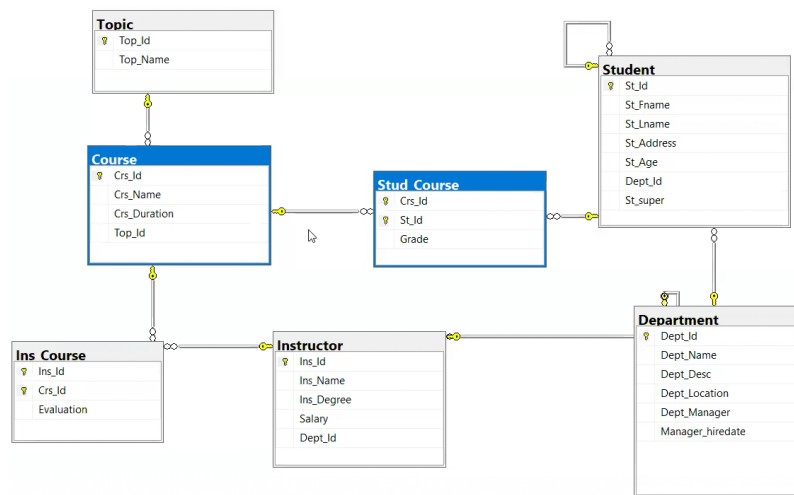 Topic
Top_Id
Top_Name
Student
St_Id
St_Fname
St_Lname
St_Address
St_Age
Dept_Id
St_super
Course
Crs_Id
Crs_Name
Crs_Duration
Top_Id
Stud_Course
Crs_Id
St_Id
Grade
Ins_Course
Ins_Id
Crs_Id
Evaluation
Instructor
Ins_Id
Ins_Name
Ins_Degree
Salary
Dept_Id
Department
Dept_Id
Dept_Name
Dept_Desc
Dept_Location
Dept_Manager
Manager_hiredate